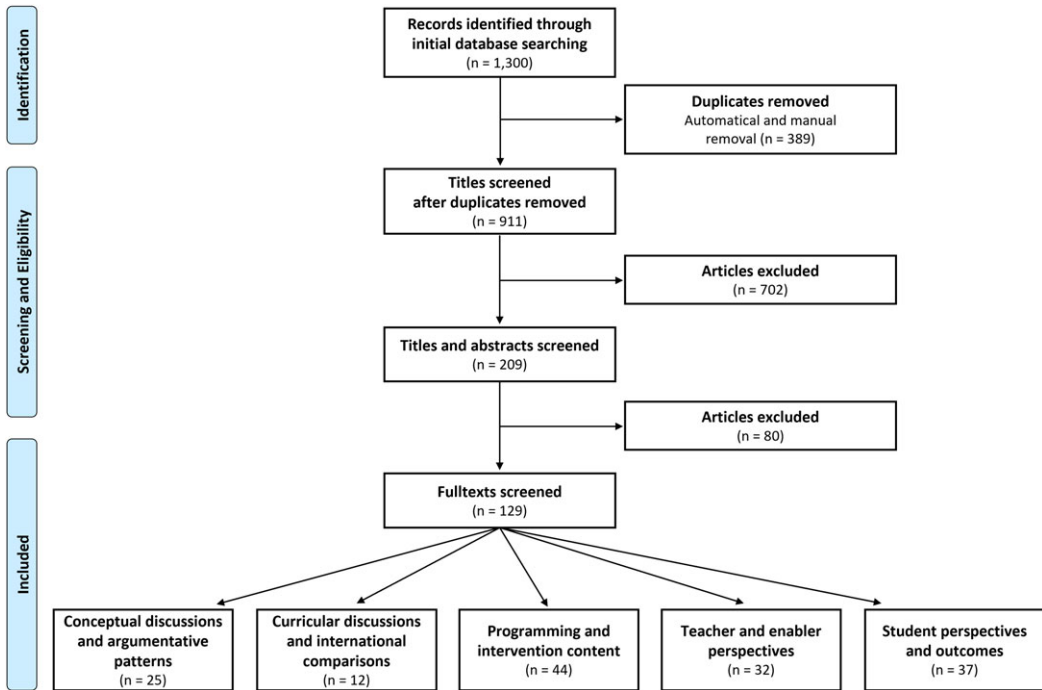 Identification
Records identified through
initial database searching
(n = 1,300)
Duplicates removed
Automatical and manual
removal (n = 389)
Screening and Eligibility
Titles screened
after duplicates removed
(n = 911)
Articles excluded
(n = 702)
Titles and abstracts screened
(n = 209)
Articles excluded
(n = 80)
Included
Fulltexts screened
(n = 129)
Conceptual discussions
and argumentative
patterns
(n = 25)
Curricular discussions
and international
comparisons
(n = 12)
Programming and
intervention content
(n = 44)
Teacher and enabler
perspectives
(n = 32)
Student perspectives
and outcomes
(n = 37)